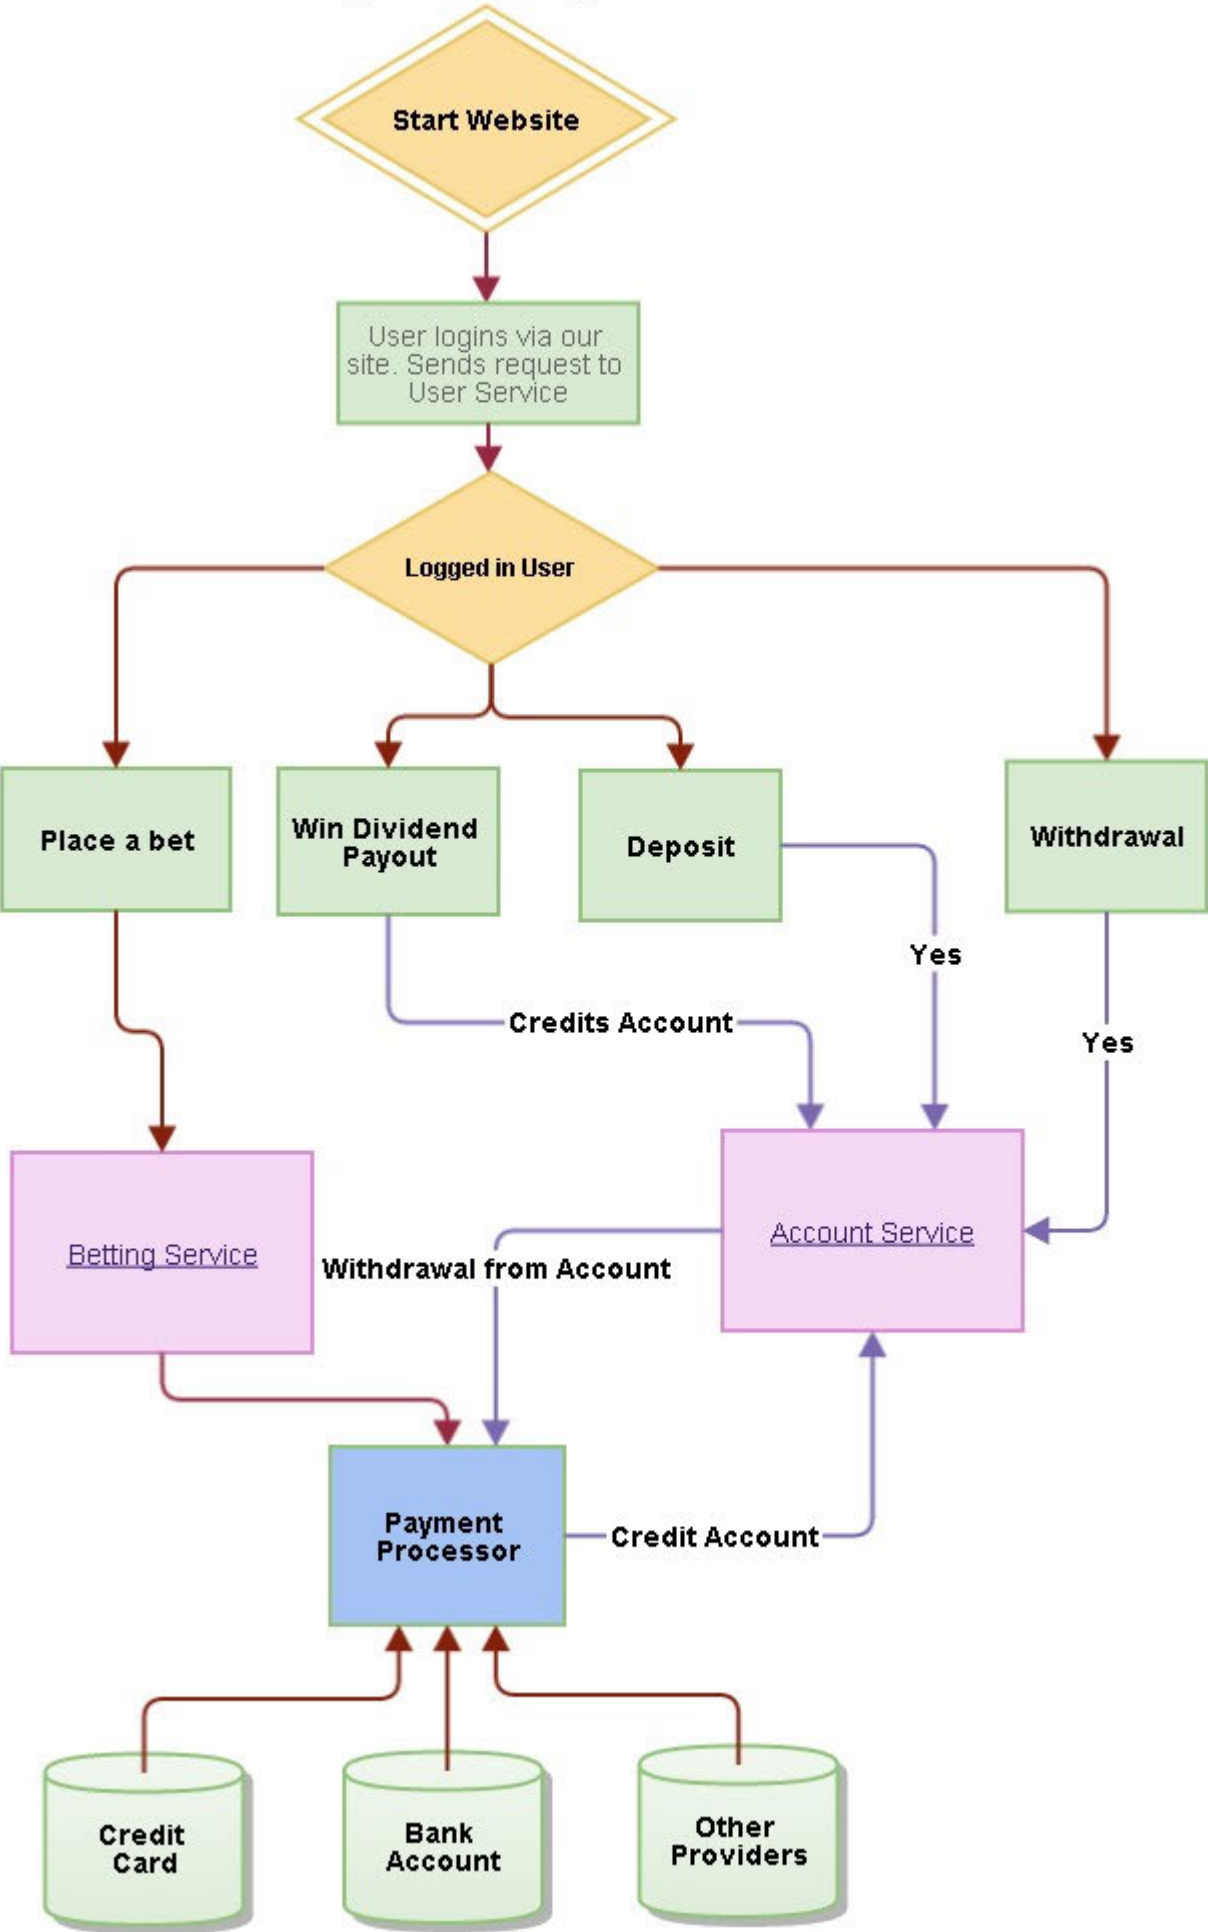 Start Website
User logins via our
site. Sends request to
User Service
Logged in User
Place a bet
Win Dividend
Payout
Deposit
Withdrawal
Yes
Credits Account
Yes
Betting Service
Account Service
Withdrawal from Account
Payment
Processor
Credit Account
Credit
Card
Bank
Account
Other
Providers